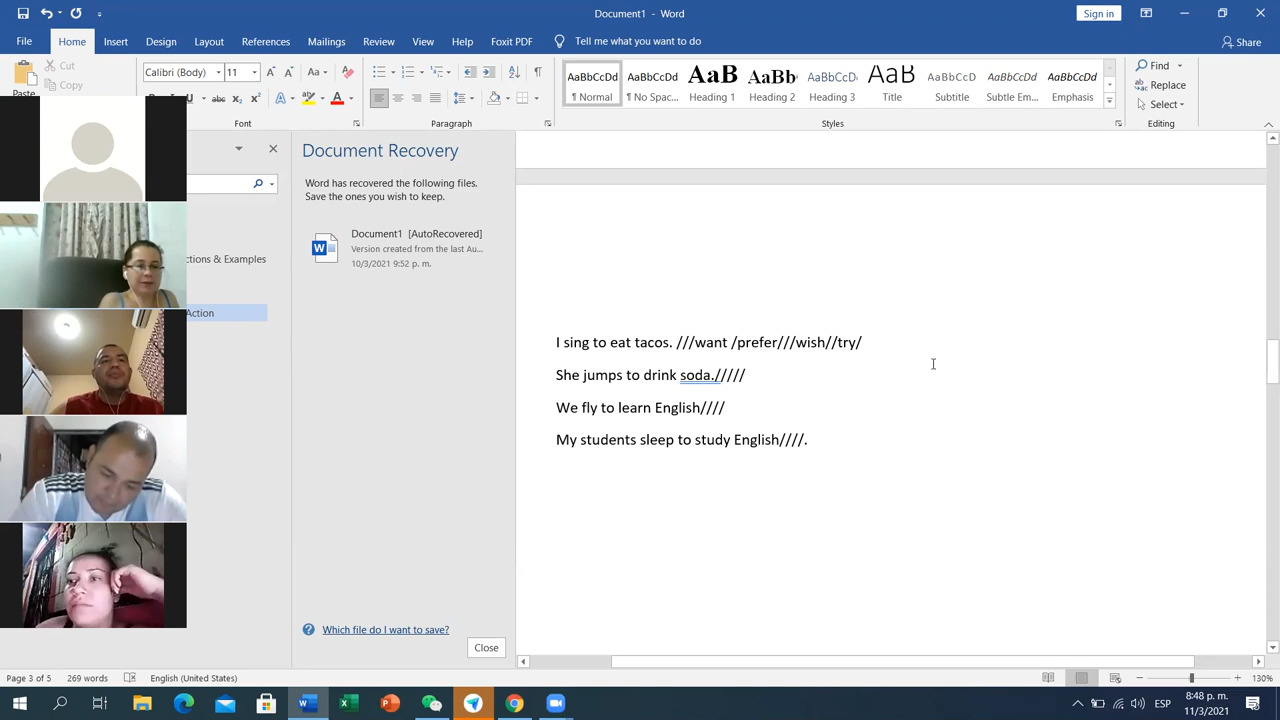 Document1 - Word
Sign in
File Home Insert Design Layout References Mailings Review View Help Foxit PDF Tell me what you want to do Share
Paste
Cut
Copy
Calibri (Body) 11
Font
Paragraph
AaBbCcDd ¶ Normal
AaBbCcDd ¶ No Spac...
AaB Heading 1
AaBb Heading 2
AaBbCcD Heading 3
AaB Title
AaBbCcD Subtitle
AaBbCcDd Subtle Em...
AaBbCcDd Emphasis
Styles
Find
Replace
Select
Editing
ctions & Examples
Action
Document Recovery
Word has recovered the following files.
Save the ones you wish to keep.
Document1 [AutoRecovered]
Version created from the last Au...
10/3/2021 9:52 p. m.
Which file do I want to save?
Close
I sing to eat tacos. ///want /prefer///wish//try/
She jumps to drink soda./////
We fly to learn English////
My students sleep to study English////.
Page 3 of 5 269 words English (United States) 130%
ESP
8:48 p. m.
11/3/2021